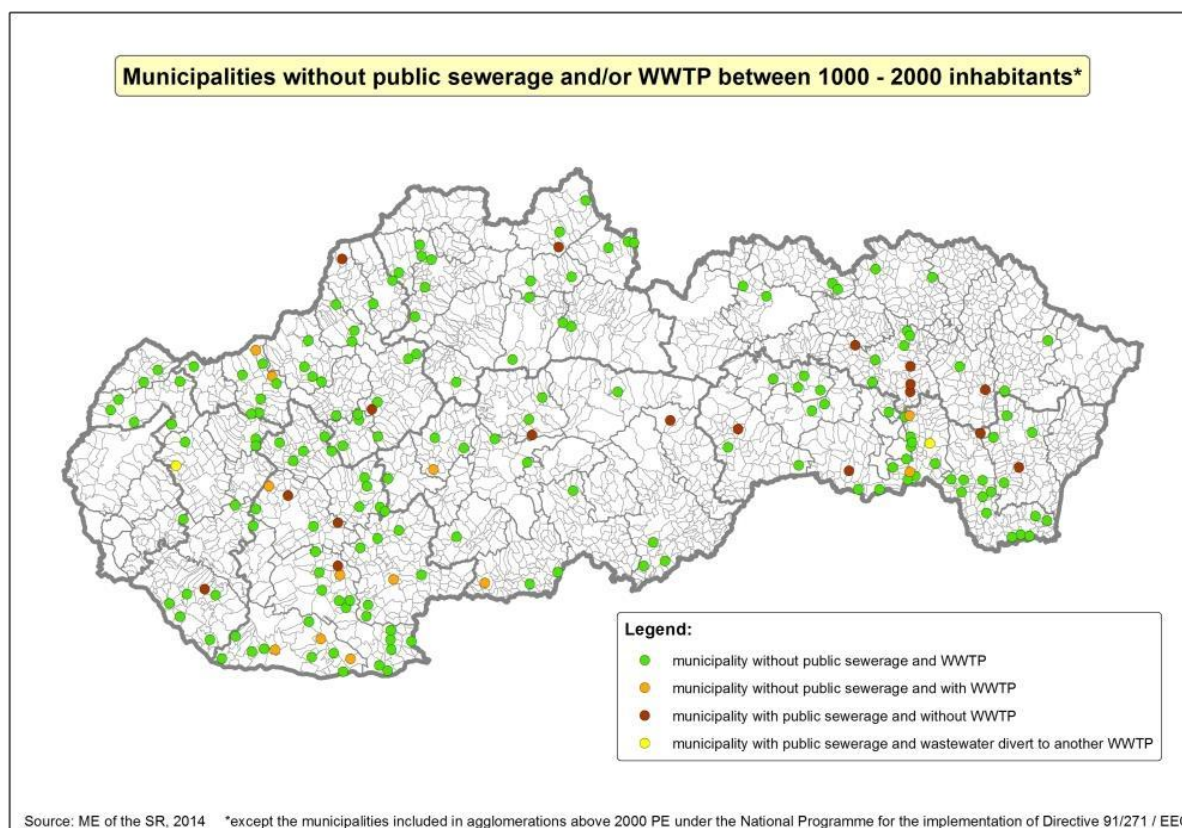 Municipalities without public sewerage and/or WWTP between 1000 - 2000 inhabitants*
Legend:
municipality without public sewerage and WWTP
municipality without public sewerage and with WWTP
municipality with public sewerage and without WWTP
municipality with public sewerage and wastewater divert to another WWTP
Source: ME of the SR, 2014 *except the municipalities included in agglomerations above 2000 PE under the National Programme for the implementation of Directive 91/271 / EEC